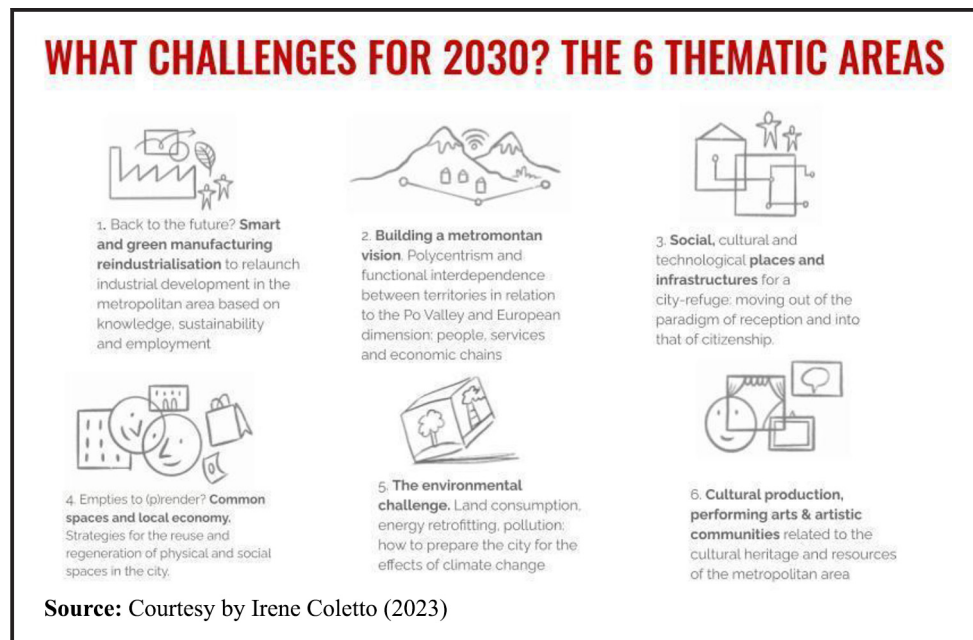 WHAT CHALLENGES FOR 2030? THE 6 THEMATIC AREAS
1. Back to the future? Smart
and green manufacturing
reindustrialisation to relaunch
industrial development in the
metropolitan area based on
knowledge, sustainability
and employment
2. Building a metromontan
vision. Polycentrism and
functional interdependence
between territories in relation
to the Po Valley and European
dimension: people, services
and economic chains
3. Social, cultural and
technological places and
infrastructures for a
city-refuge: moving out of the
paradigm of reception and into
that of citizenship.
4. Empties to (p)render? Common
spaces and local economy.
Strategies for the reuse and
regeneration of physical and social
spaces in the city.
5. The environmental
challenge. Land consumption,
energy retrofitting, pollution:
how to prepare the city for the
effects of climate change
6. Cultural production,
performing arts & artistic
communities related to the
cultural heritage and resources
of the metropolitan area
Source: Courtesy by Irene Coletto (2023)